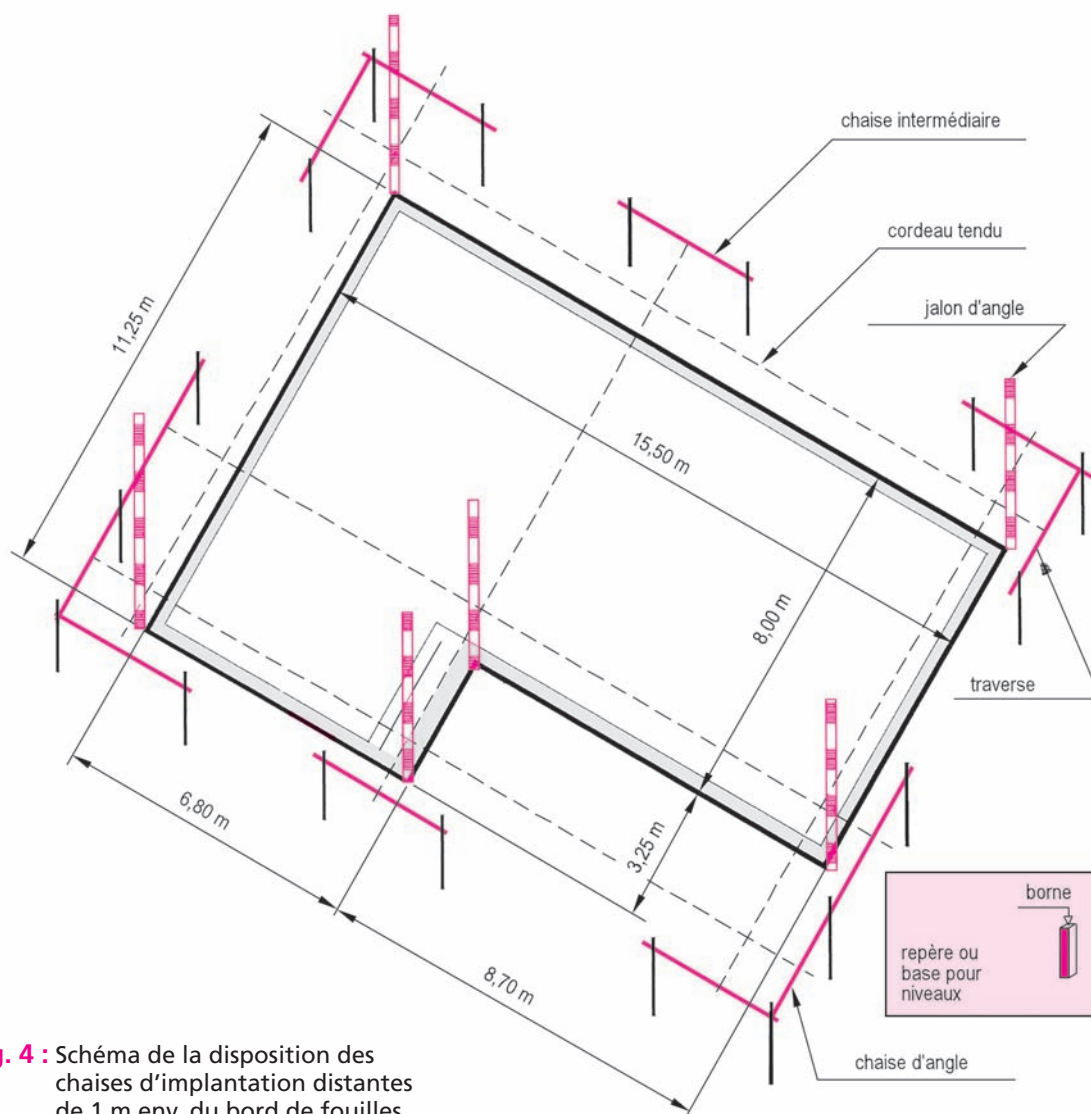 chaise intermédiaire
cordeau tendu
jalon d'angle
11,25 m
15,50 m
8,00 m
traverse
6,80 m
3,25 m
8,70 m
borne
repère ou
base pour
niveaux
chaise d'angle
g. 4 : Schéma de la disposition des
chaises d'implantation distantes
de 1 m env. du bord de fouilles